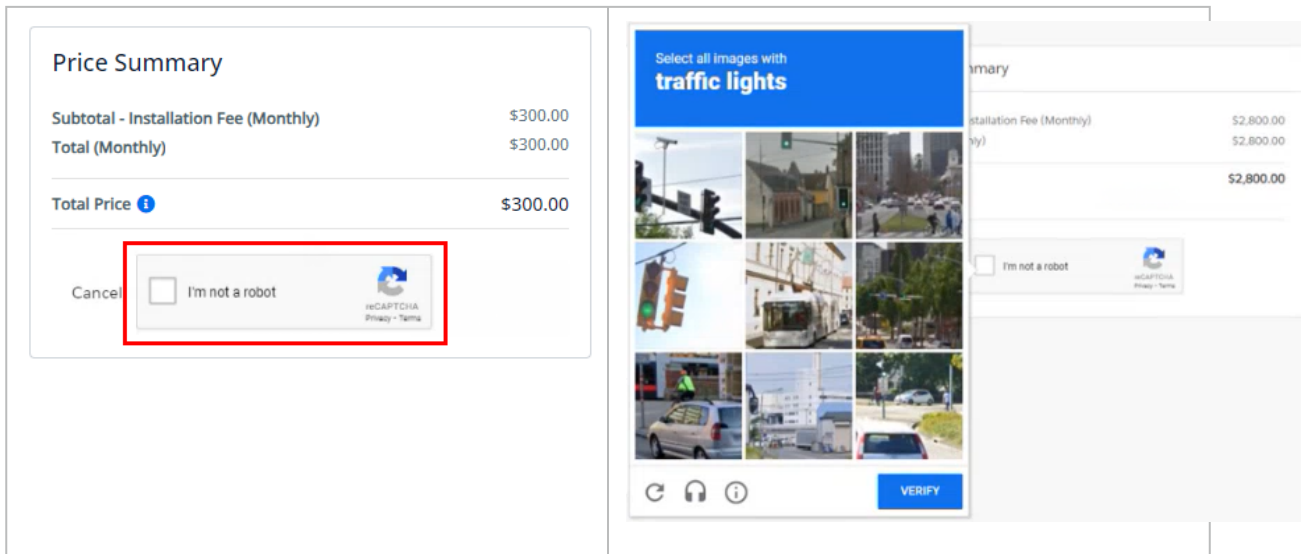 Price Summary
Subtotal - Installation Fee (Monthly) $300.00
Total (Monthly) $300.00
Total Price $300.00
Cancel
I'm not a robot
reCAPTCHA
Privacy - Terms
Select all images with
traffic lights
VERIFY
mmary
stallation Fee (Monthly) $2,800.00
hly) $2,800.00
$2,800.00
I'm not a robot
reCAPTCHA
Privacy - Terms